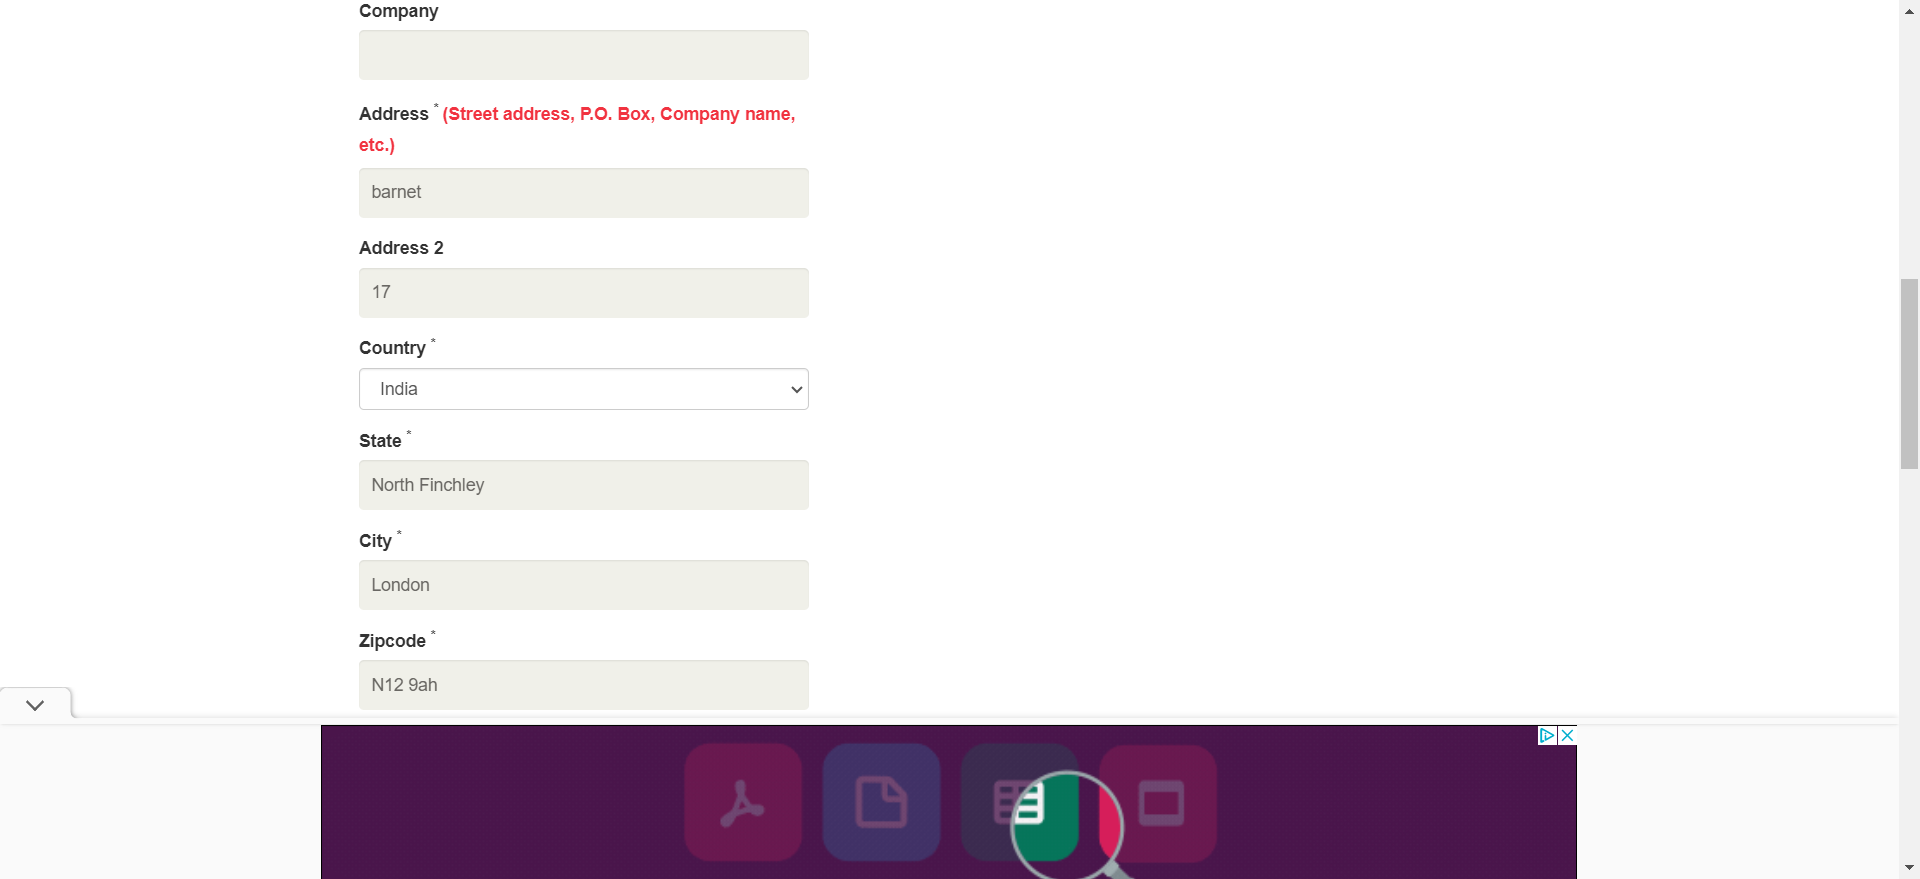 Company
Address * (Street address, P.O. Box, Company name,
etc.)
barnet
Address 2
17
Country *
India
State *
North Finchley
City *
London
Zipcode *
N12 9ah